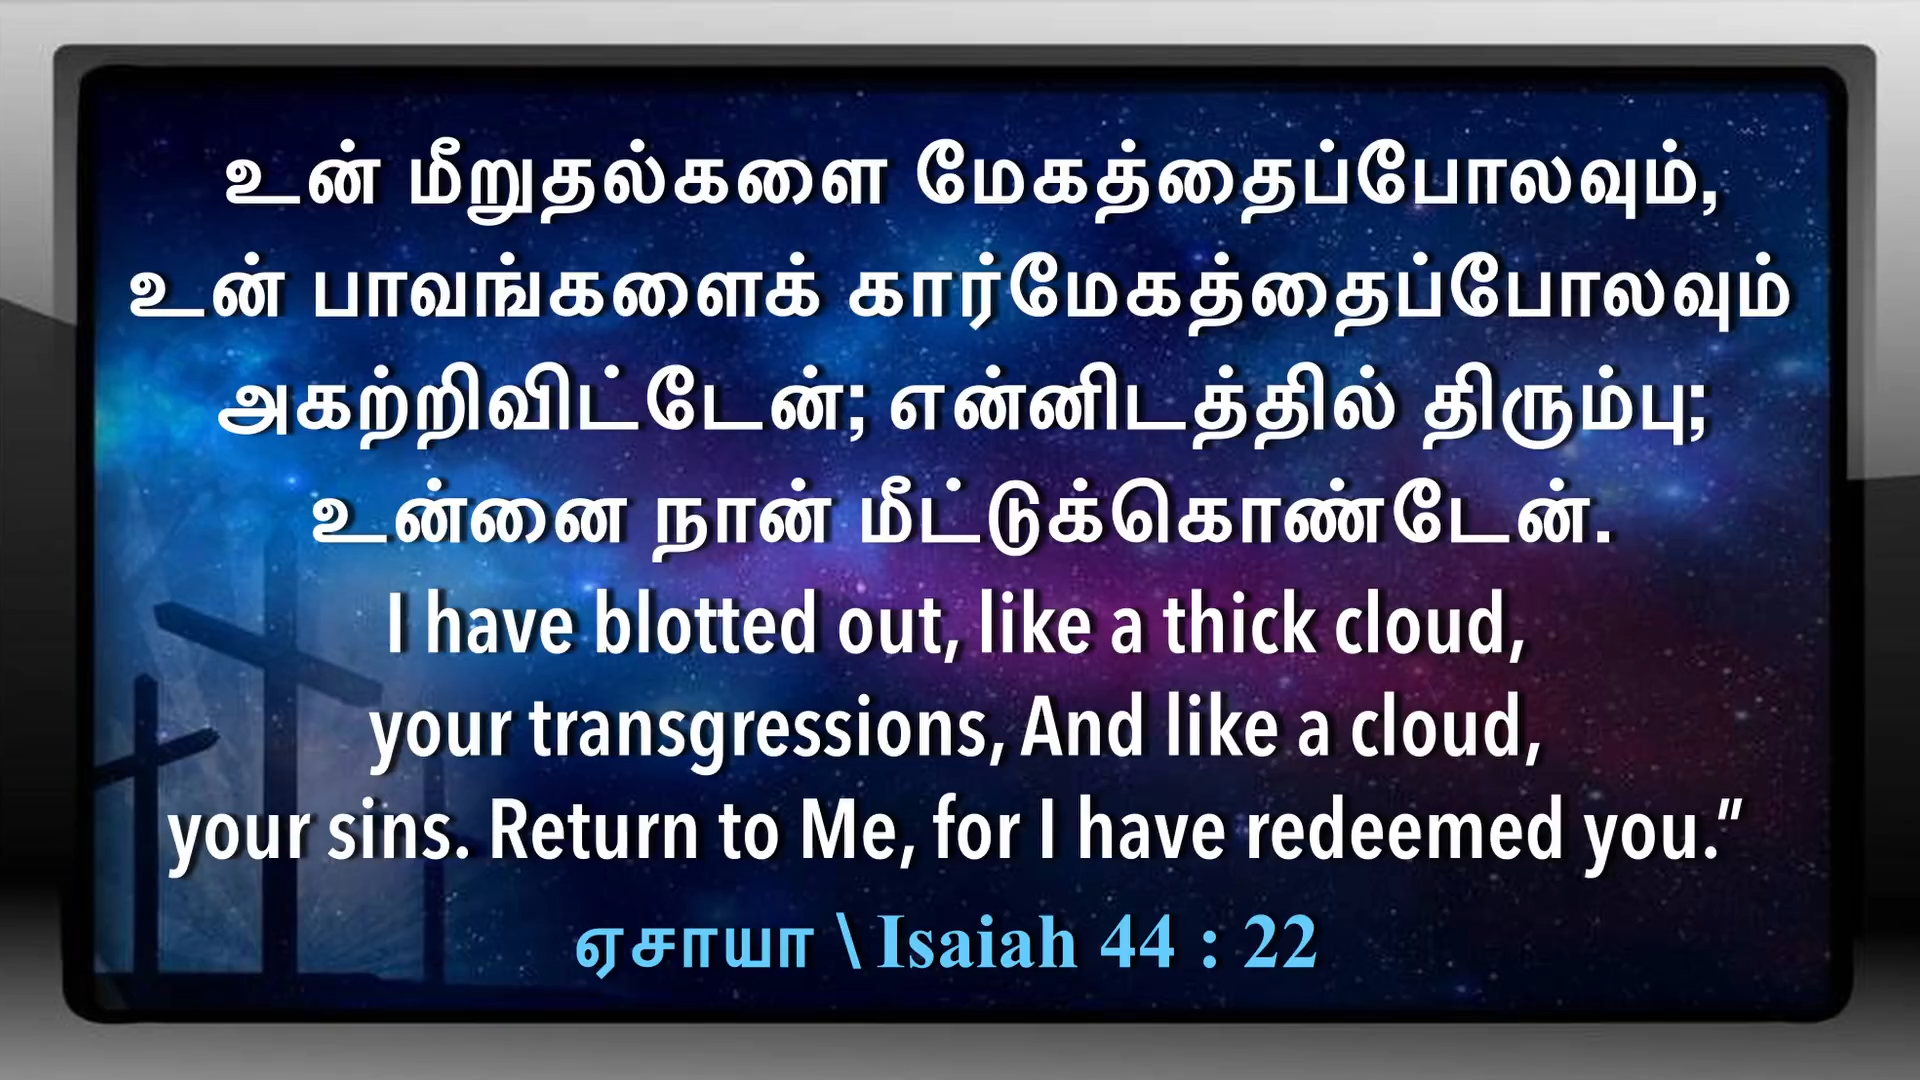 உன் மீறுதல்களை மேகத்தைப்போலவும்,
உன் பாவங்களைக் கார்மேகத்தைப்போலவும்
அகற்றிவிட்டேன்; என்னிடத்தில் திரும்பு;
உன்னை நான் மீட்டுக்கொண்டேன்.
I have blotted out, like a thick cloud,
your transgressions, And like a cloud,
your sins. Return to Me, for I have redeemed you.”
ஏசாயா \ Isaiah 44 : 22